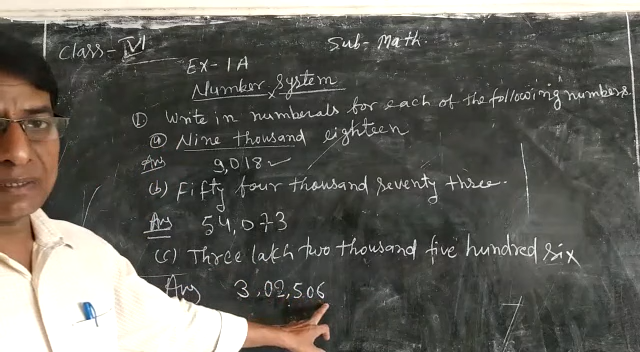 Class - VI
Sub - Math.
Ex - 1A
Number System
① Write in numerals for each of the following numbers.
(a) Nine thousand eighteen
Ans 9,018
(b) Fifty four thousand seventy three.
Ans 54,073
(c) Three lakh two thousand five hundred six
Ans 3,02,506